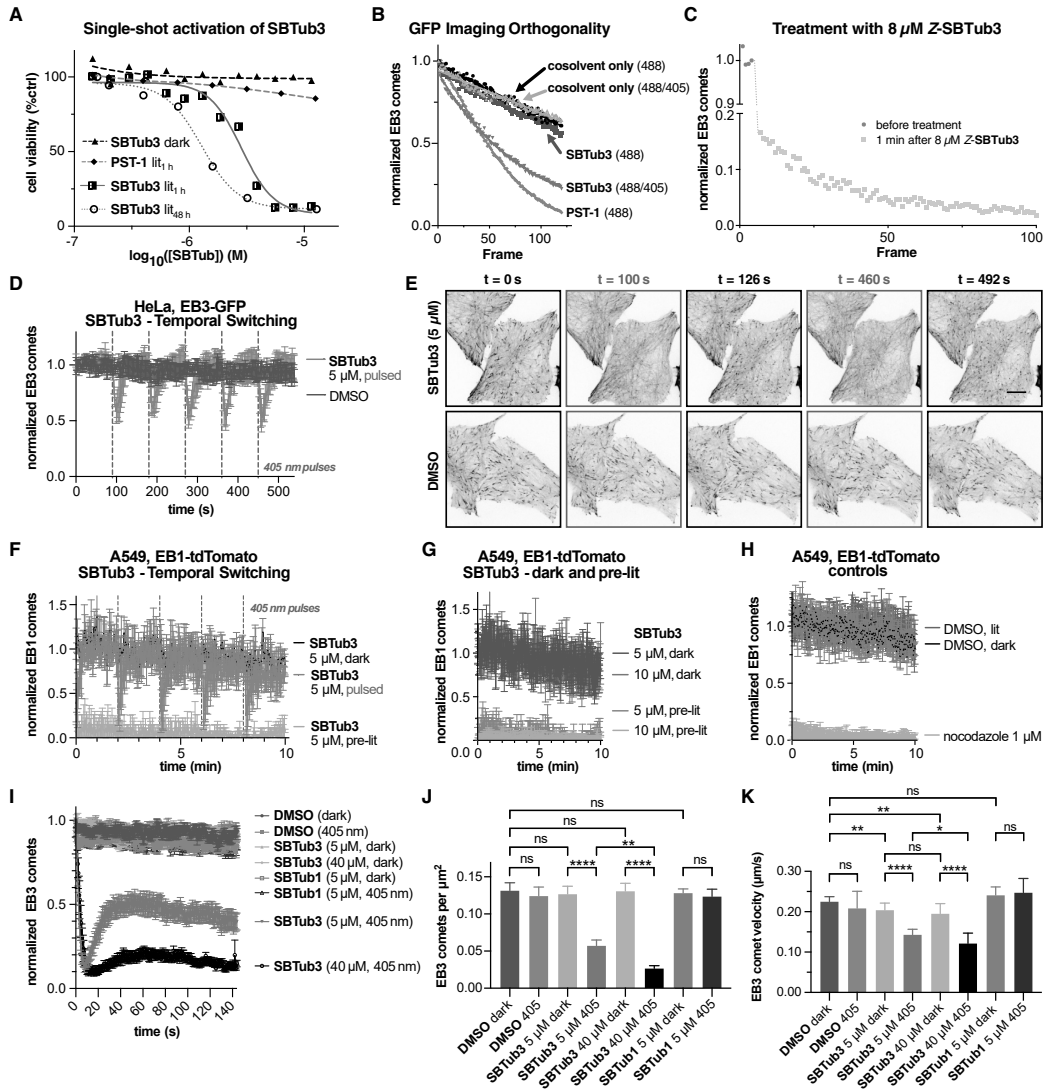 A
Single-shot activation of SBTub3
cell viability (%ctrl)
100
50
0
SBTub3 dark
PST-1 lit1 h
SBTub3 lit1 h
SBTub3 lit48 h
-7
-6
-5
log10([SBTub]) (M)
B
GFP Imaging Orthogonality
normalized EB3 comets
1.0
0.5
0.0
cosolvent only (488)
cosolvent only (488/405)
SBTub3 (488)
SBTub3 (488/405)
PST-1 (488)
0
50
100
Frame
C
Treatment with 8 µM Z-SBTub3
normalized EB3 comets
1.0
0.9
0.2
0.1
0.0
before treatment
1 min after 8 µM Z-SBTub3
0
50
100
Frame
D
HeLa, EB3-GFP
SBTub3 - Temporal Switching
normalized EB3 comets
1.0
0.5
0.0
SBTub3
5 µM, pulsed
DMSO
405 nm pulses
0
100
200
300
400
500
time (s)
E
t = 0 s
t = 100 s
t = 126 s
t = 460 s
t = 492 s
SBTub3 (5 µM)
DMSO
F
A549, EB1-tdTomato
SBTub3 - Temporal Switching
405 nm pulses
normalized EB1 comets
1.5
1.0
0.5
0.0
SBTub3
5 µM, dark
SBTub3
5 µM, pulsed
SBTub3
5 µM, pre-lit
0
5
10
time (min)
G
A549, EB1-tdTomato
SBTub3 - dark and pre-lit
normalized EB1 comets
1.5
1.0
0.5
0.0
SBTub3
5 µM, dark
10 µM, dark
5 µM, pre-lit
10 µM, pre-lit
0
5
10
time (min)
H
A549, EB1-tdTomato
controls
normalized EB1 comets
1.0
0.5
0.0
DMSO, lit
DMSO, dark
nocodazole 1 µM
0
5
10
time (min)
I
normalized EB3 comets
1.0
0.5
0.0
DMSO (dark)
DMSO (405 nm)
SBTub3 (5 µM, dark)
SBTub3 (40 µM, dark)
SBTub1 (5 µM, dark)
SBTub1 (5 µM, 405 nm)
SBTub3 (5 µM, 405 nm)
SBTub3 (40 µM, 405 nm)
0
20
40
60
80
100
120
140
time (s)
J
ns
ns
ns
**
ns
****
****
ns
EB3 comets per µm2
0.15
0.10
0.05
0.00
DMSO dark
DMSO 405
SBTub3 5 µM dark
SBTub3 5 µM 405
SBTub3 40 µM dark
SBTub3 40 µM 405
SBTub1 5 µM dark
SBTub1 5 µM 405
K
ns
**
**
*
ns
ns
ns
****
****
EB3 comet velocity (µm/s)
0.30
0.20
0.10
0.00
DMSO dark
DMSO 405
SBTub3 5 µM dark
SBTub3 5 µM 405
SBTub3 40 µM dark
SBTub3 40 µM 405
SBTub1 5 µM dark
SBTub1 5 µM 405